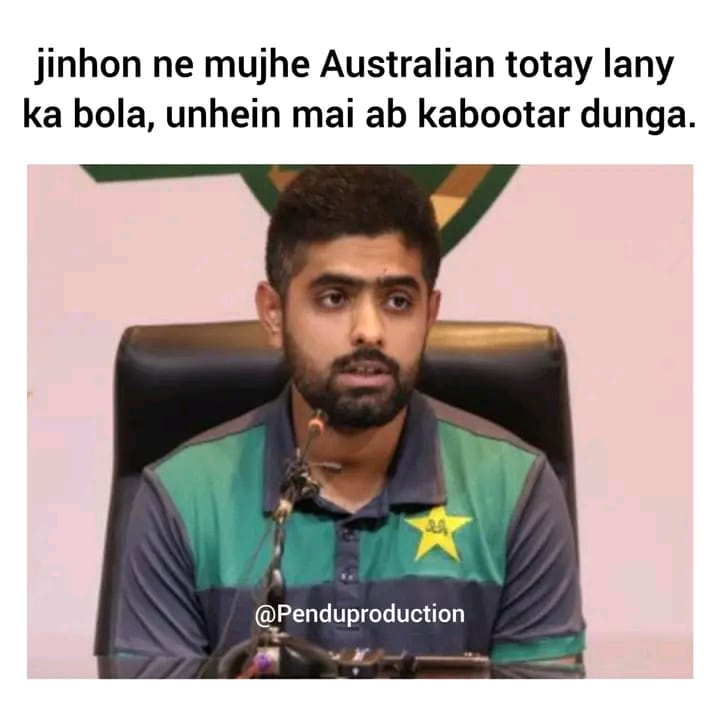 jinhon ne mujhe Australian totay lany
ka bola, unhein mai ab kabootar dunga.
@Penduproduction